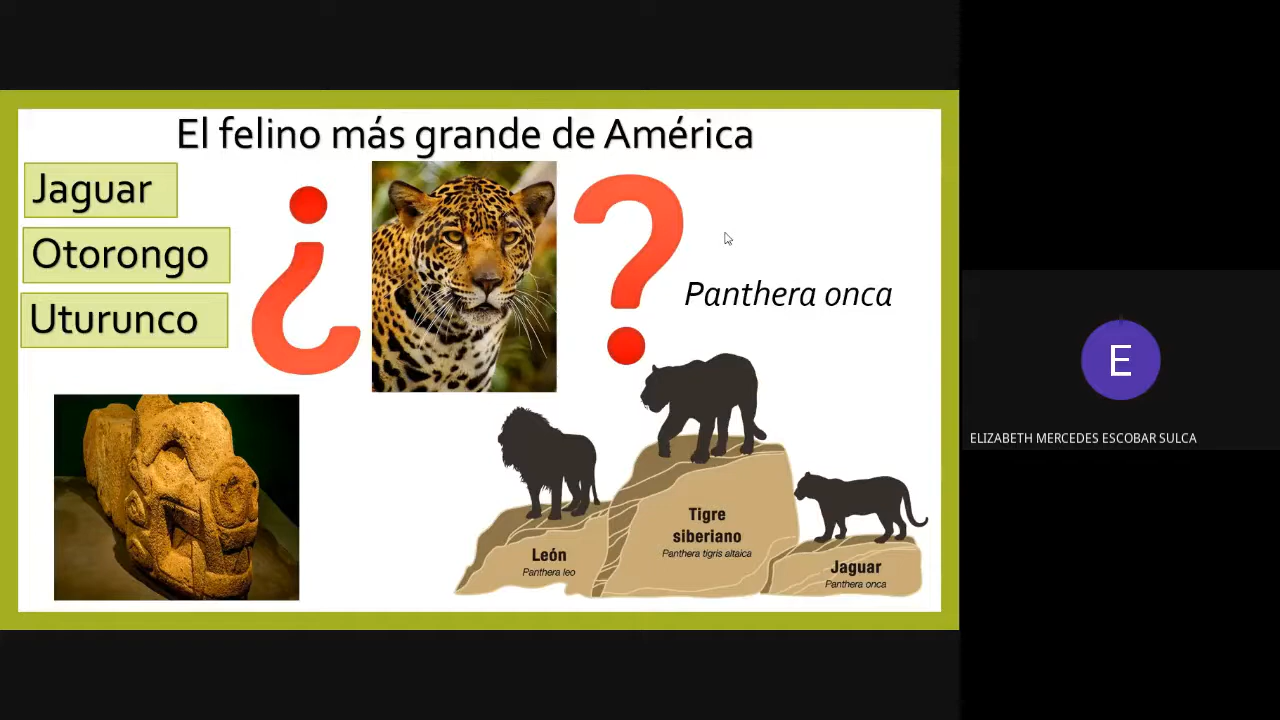 El felino más grande de América
Jaguar
Otorongo
Uturunco
¿
?
Panthera onca
León
Panthera leo
Tigre
siberiano
Panthera tigris altaica
Jaguar
Panthera onca
E
ELIZABETH MERCEDES ESCOBAR SULCA